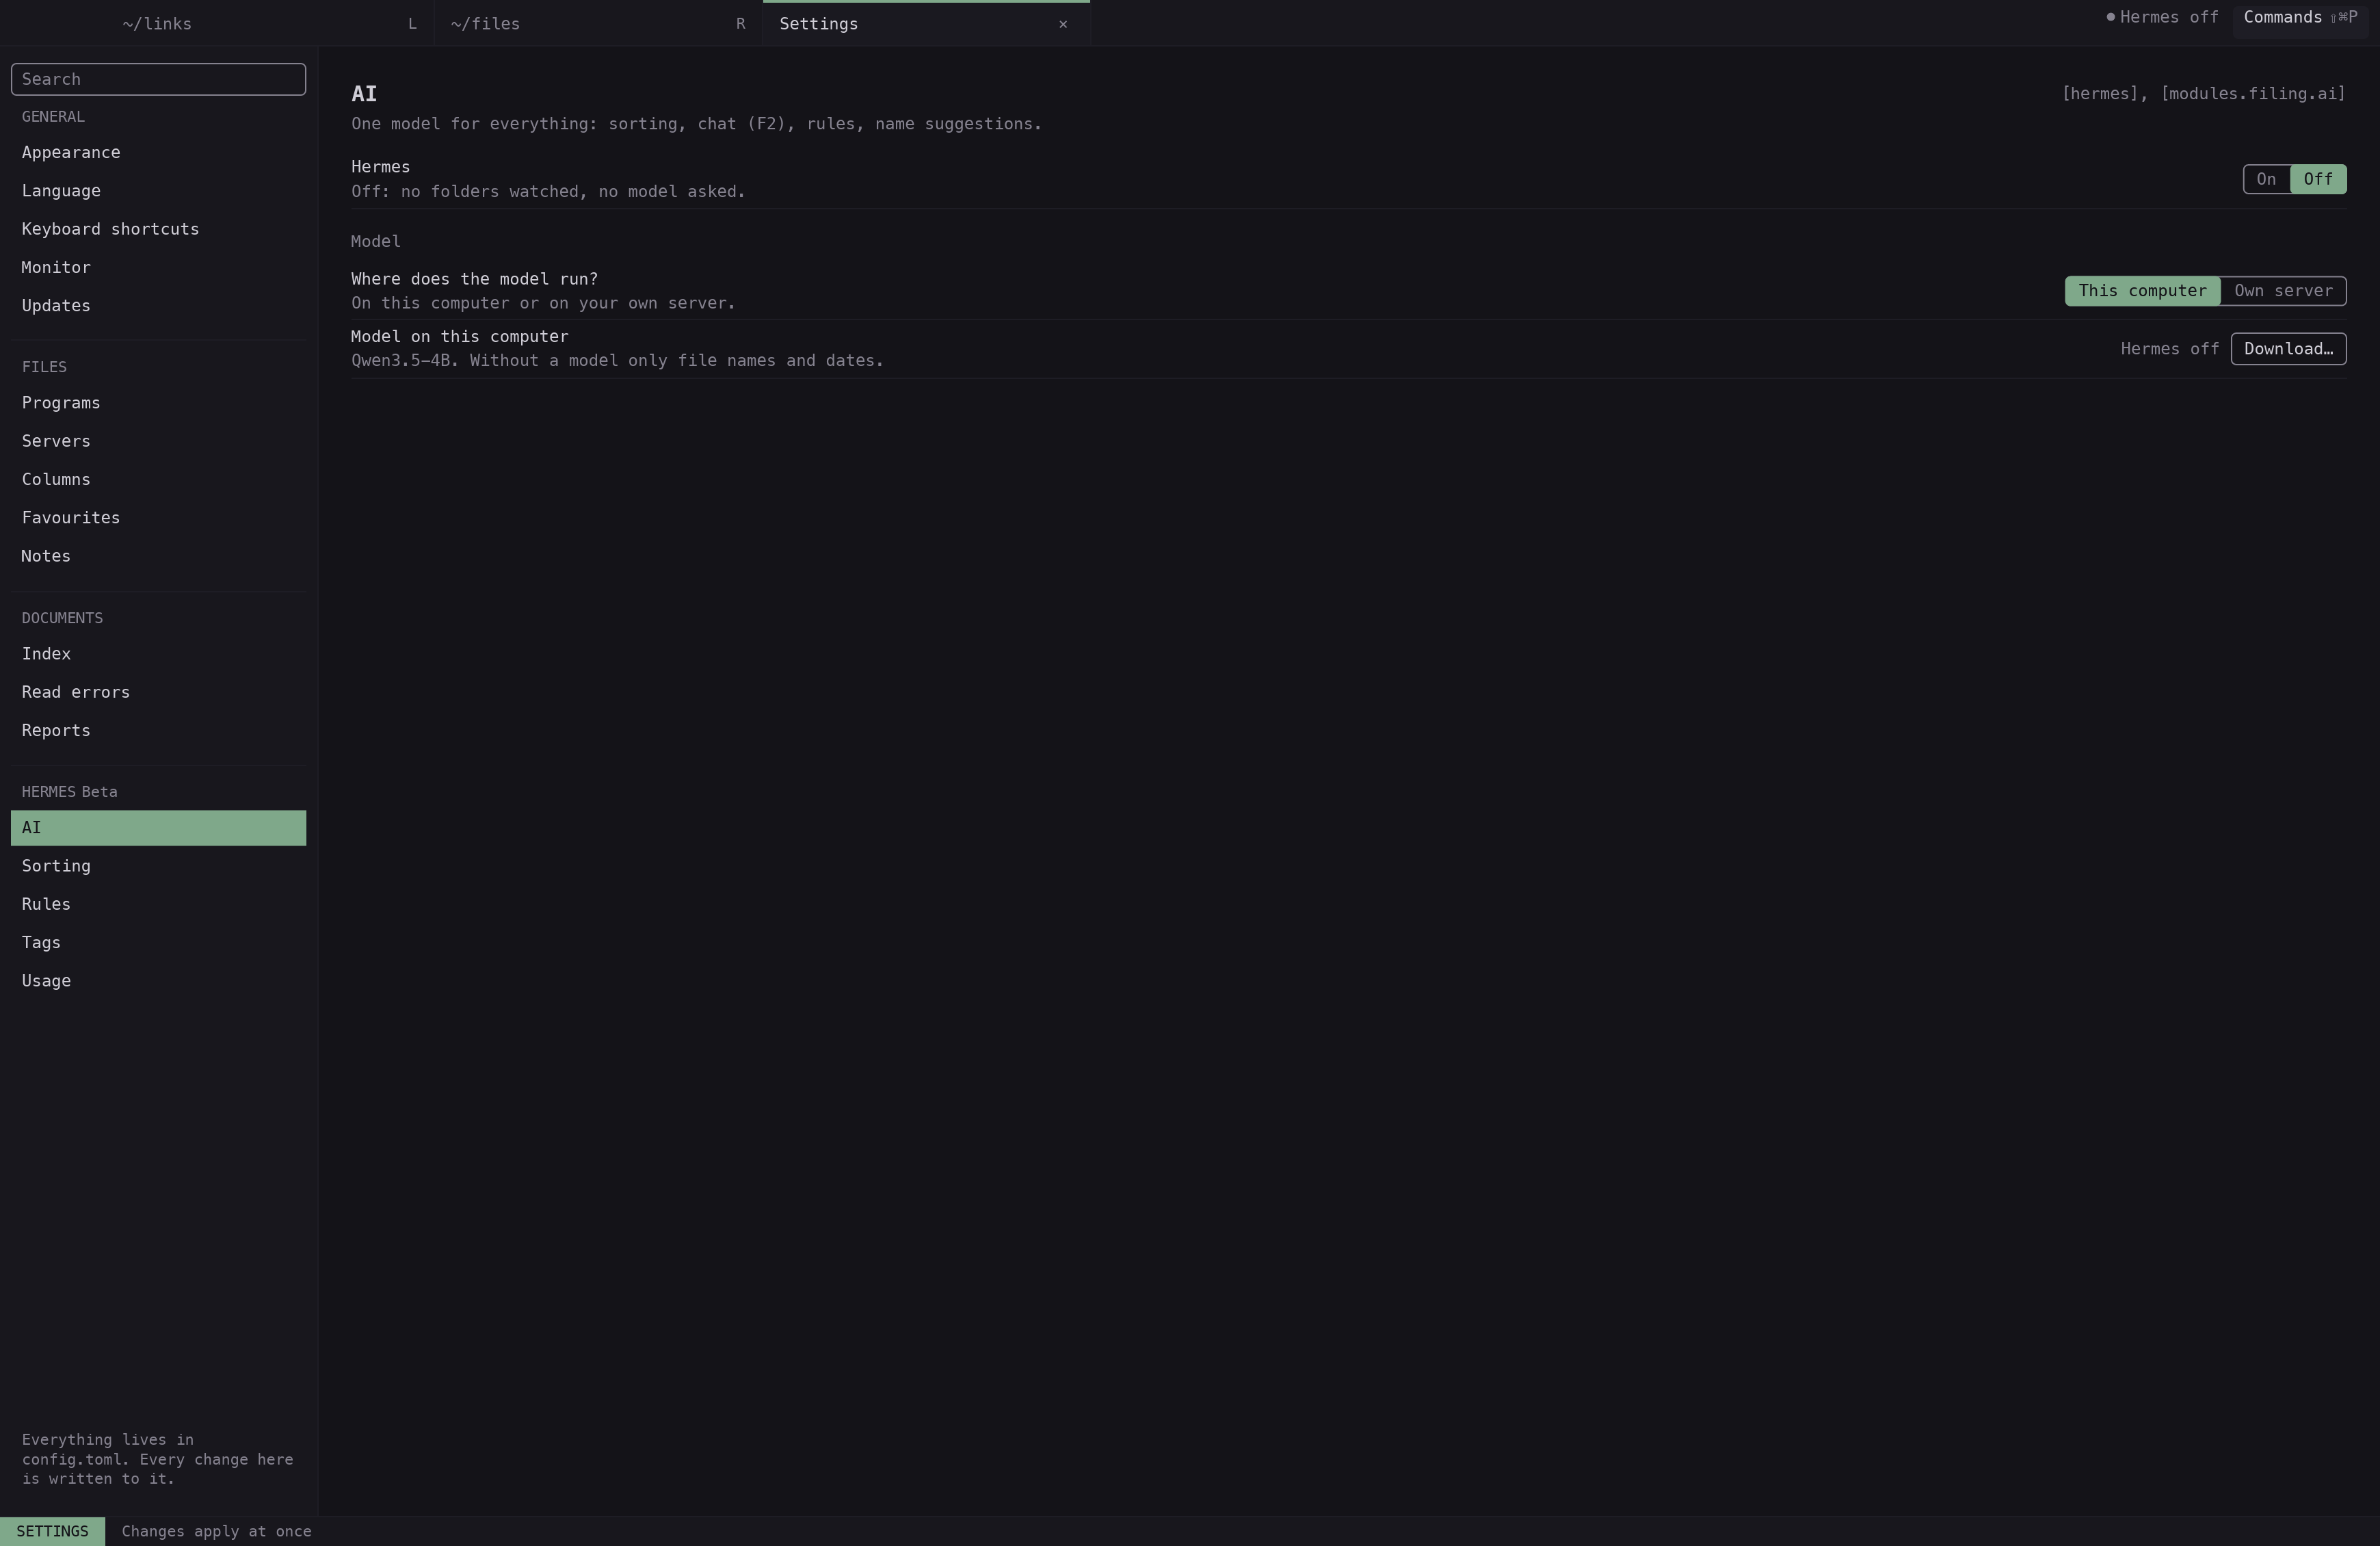 ~/links L ~/files R Settings × Hermes off Commands ⇧⌘P
Search
GENERAL
Appearance
Language
Keyboard shortcuts
Monitor
Updates
FILES
Programs
Servers
Columns
Favourites
Notes
DOCUMENTS
Index
Read errors
Reports
HERMES Beta
AI
Sorting
Rules
Tags
Usage
Everything lives in
config.toml. Every change here
is written to it.
AI [hermes], [modules.filing.ai]
One model for everything: sorting, chat (F2), rules, name suggestions.
Hermes
Off: no folders watched, no model asked.
On Off
Model
Where does the model run?
On this computer or on your own server.
This computer Own server
Model on this computer
Qwen3.5-4B. Without a model only file names and dates.
Hermes off Download…
SETTINGS Changes apply at once